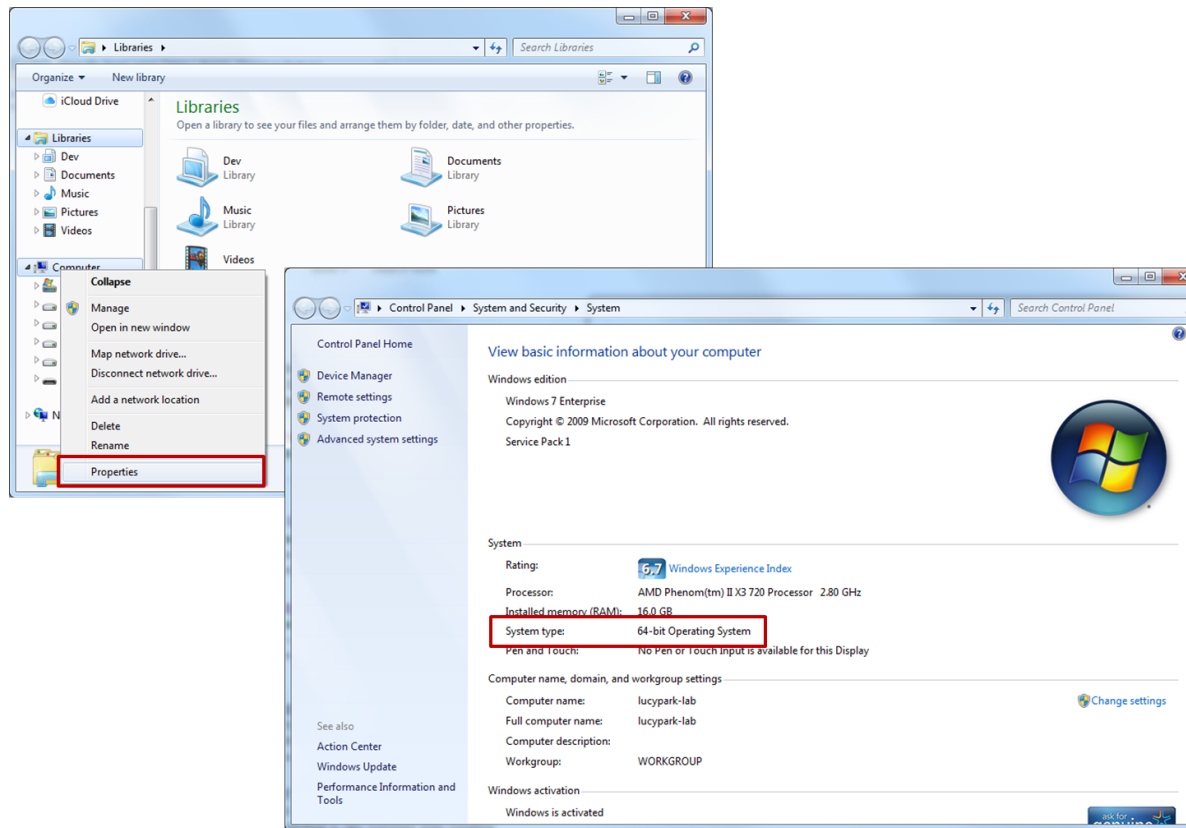 Libraries
Search Libraries
Organize
New library
iCloud Drive
Libraries
Dev
Documents
Music
Pictures
Videos
Computer
Libraries
Open a library to see your files and arrange them by folder, date, and other properties.
Dev
Library
Documents
Library
Music
Library
Pictures
Library
Videos
Collapse
Manage
Open in new window
Map network drive...
Disconnect network drive...
Add a network location
N
Delete
Rename
Properties
Control Panel
System and Security
System
Search Control Panel
Control Panel Home
Device Manager
Remote settings
System protection
Advanced system settings
See also
Action Center
Windows Update
Performance Information and
Tools
View basic information about your computer
Windows edition
Windows 7 Enterprise
Copyright © 2009 Microsoft Corporation.  All rights reserved.
Service Pack 1
System
Rating:
6,7 Windows Experience Index
Processor: AMD Phenom(tm) II X3 720 Processor  2.80 GHz
Installed memory (RAM): 16.0 GB
System type: 64-bit Operating System
Pen and Touch: No Pen or Touch Input is available for this Display
Computer name, domain, and workgroup settings
Computer name: lucypark-lab
Change settings
Full computer name: lucypark-lab
Computer description:
Workgroup: WORKGROUP
Windows activation
Windows is activated
ask for
genuine